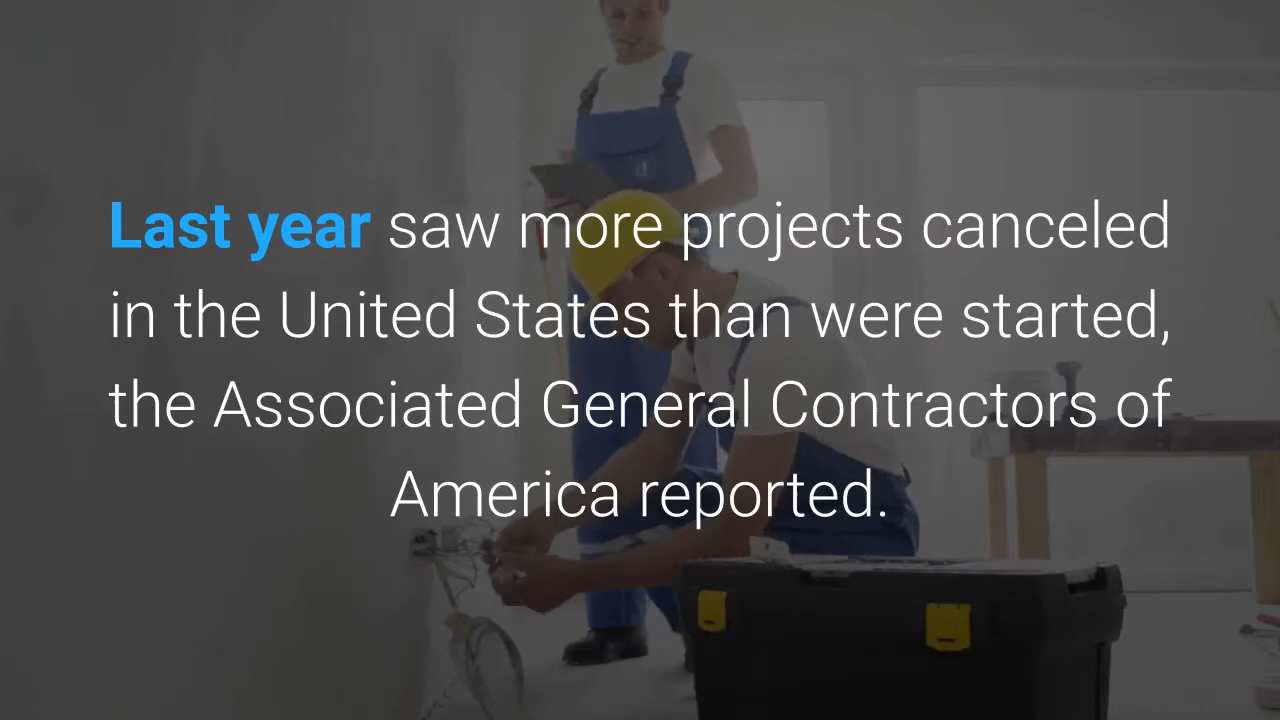 Last year saw more projects canceled
in the United States than were started,
the Associated General Contractors of
America reported.